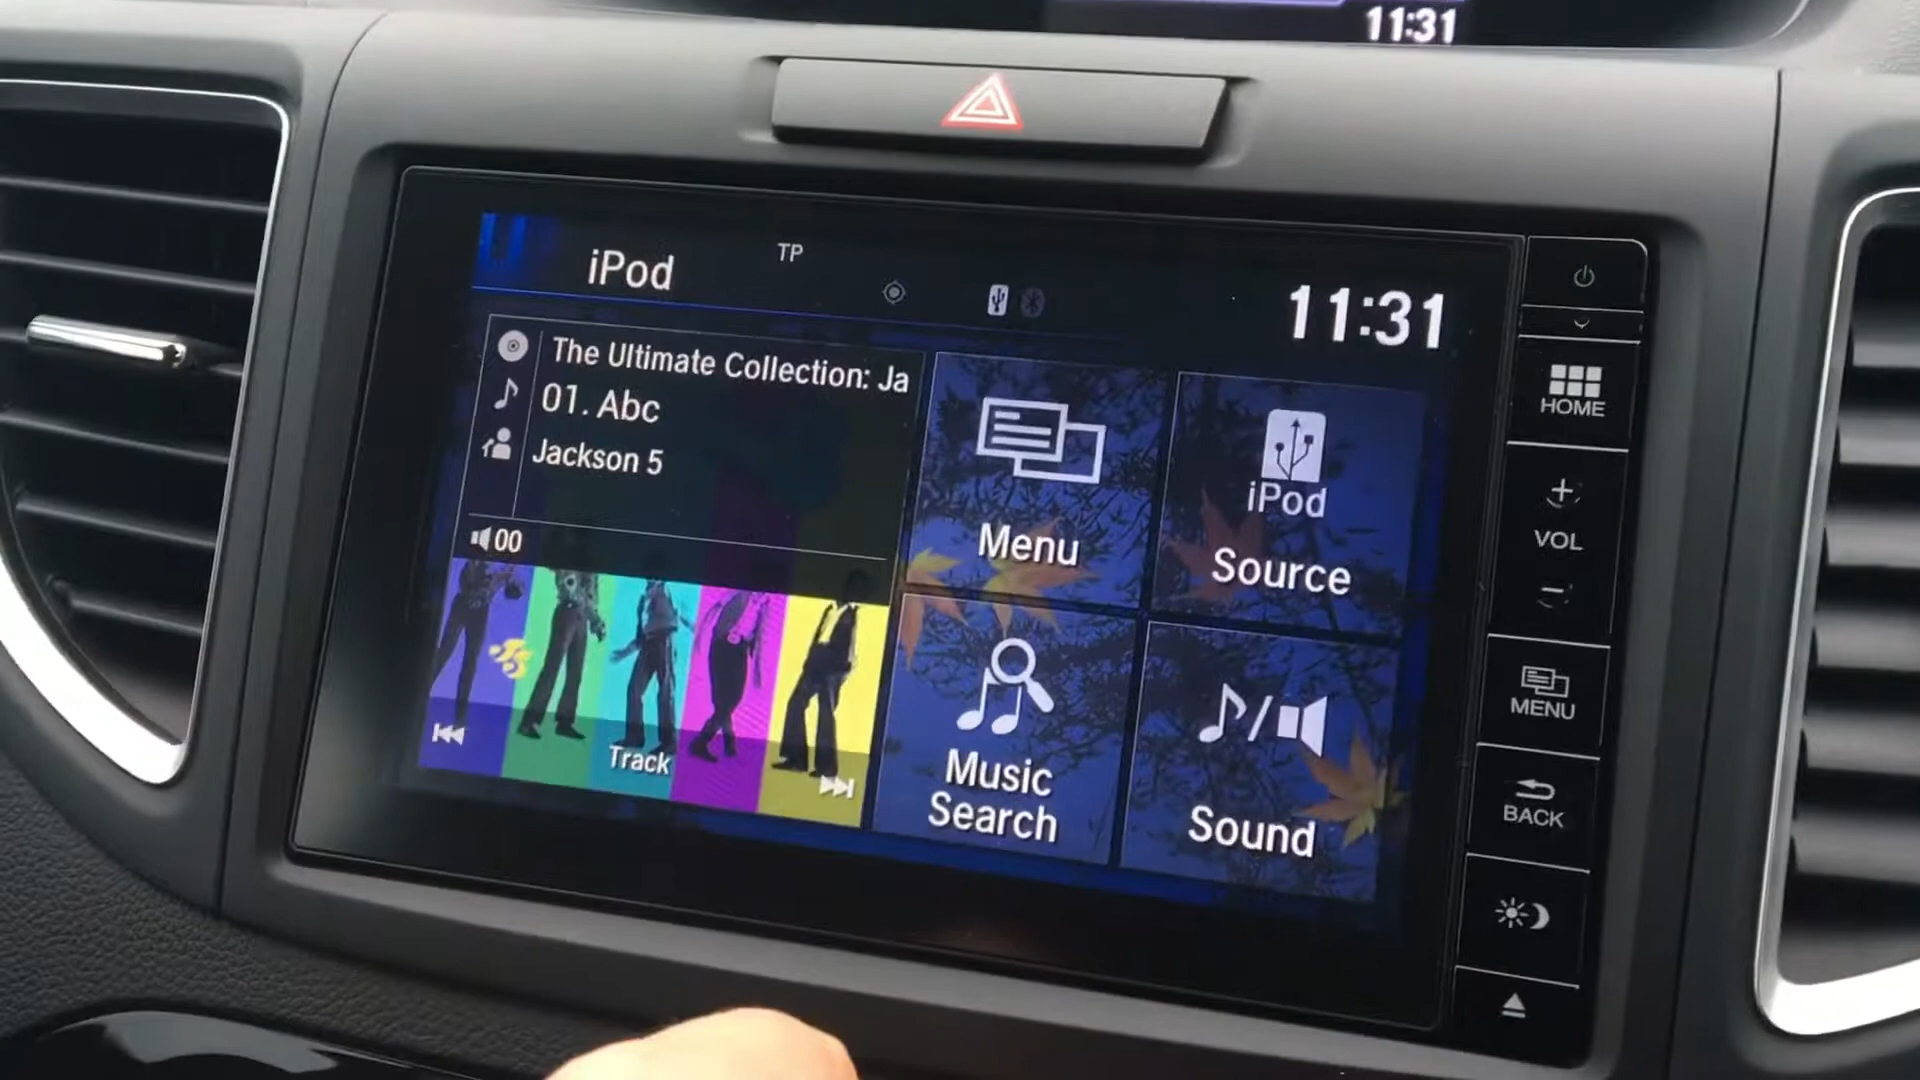 11:31
iPod
TP
11:31
The Ultimate Collection: Ja
01. Abc
Jackson 5
00
Track
Menu
iPod
Source
Music
Search
Sound
HOME
+
VOL
-
MENU
BACK